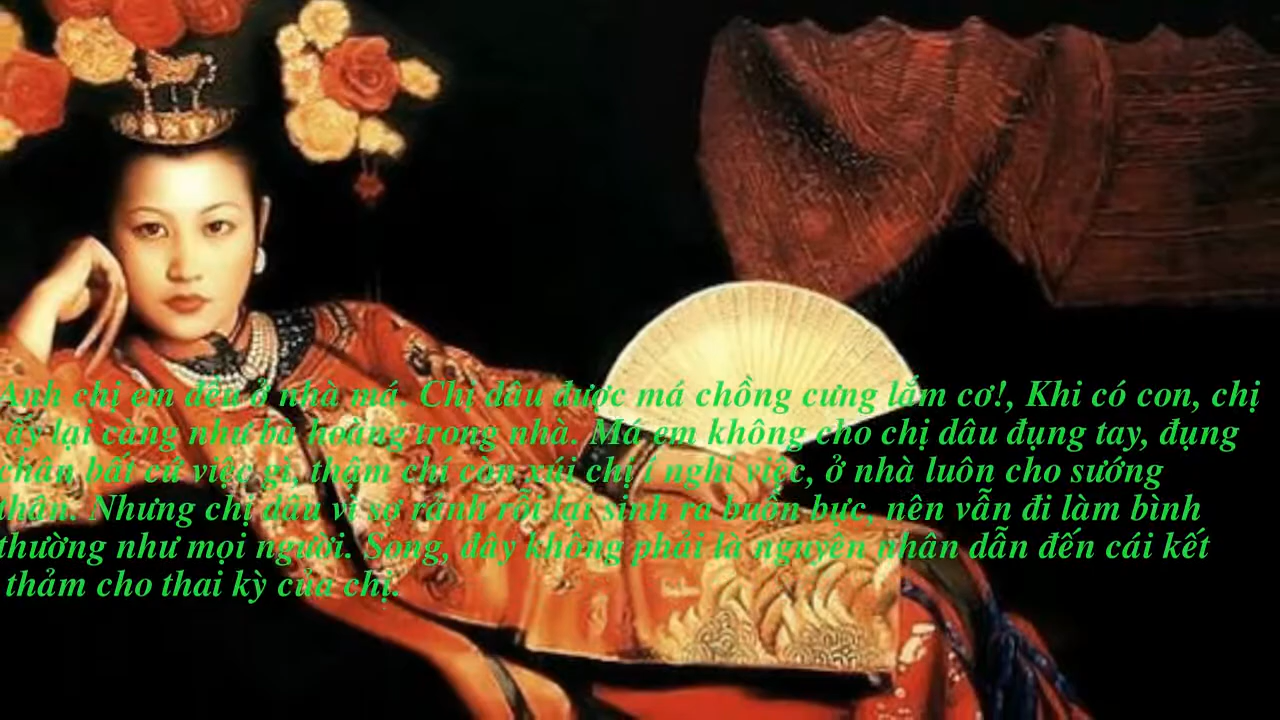 Anh chị em đều ở nhà má. Chị dâu được má chồng cưng lắm cơ!, Khi có con, chị
ấy lại càng như bà hoàng trong nhà. Má em không cho chị dâu đụng tay, đụng
chân bất cứ việc gì, thậm chí còn xúi chị í nghỉ việc, ở nhà luôn cho sướng
thân. Nhưng chị dâu vì sợ rảnh rỗi lại sinh ra buồn bực, nên vẫn đi làm bình
thường như mọi người. Song, đây không phải là nguyên nhân dẫn đến cái kết
thảm cho thai kỳ của chị.